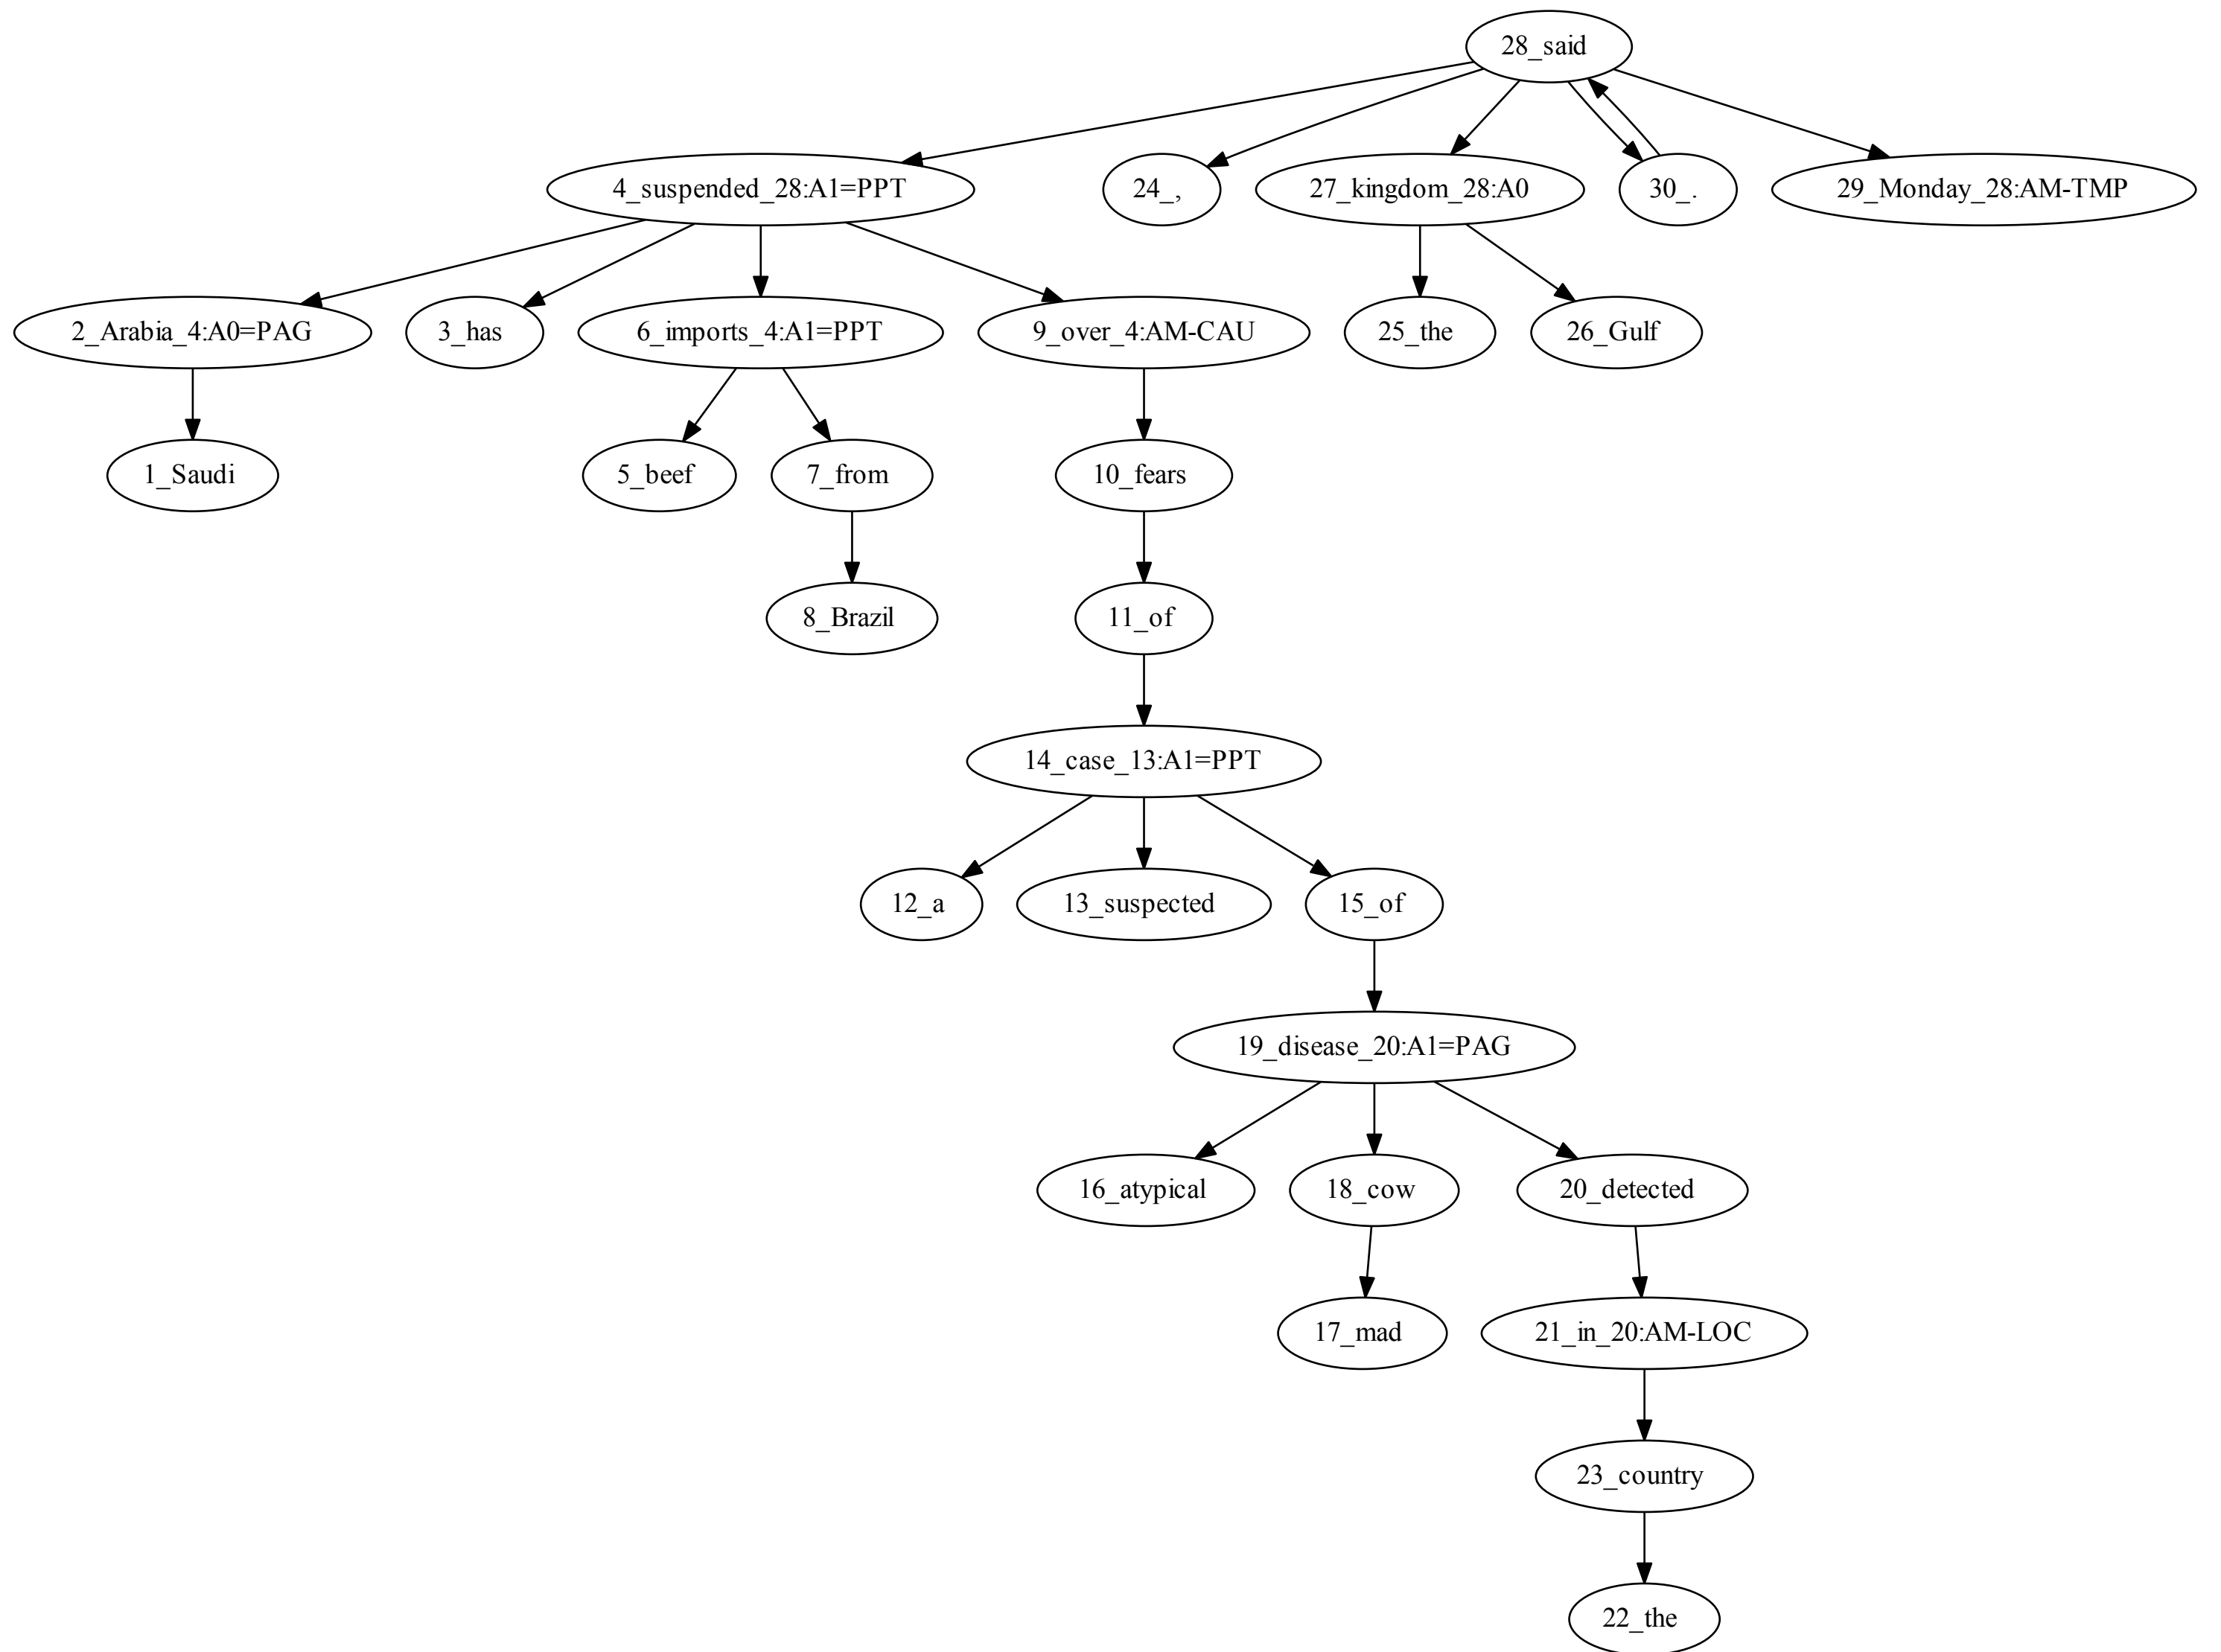 28_said
4_suspended_28:A1=PPT
24_,
27_kingdom_28:A0
30_.
29_Monday_28:AM-TMP
2_Arabia_4:A0=PAG
3_has
6_imports_4:A1=PPT
9_over_4:AM-CAU
25_the
26_Gulf
1_Saudi
5_beef
7_from
10_fears
8_Brazil
11_of
14_case_13:A1=PPT
12_a
13_suspected
15_of
19_disease_20:A1=PAG
16_atypical
18_cow
20_detected
17_mad
21_in_20:AM-LOC
23_country
22_the